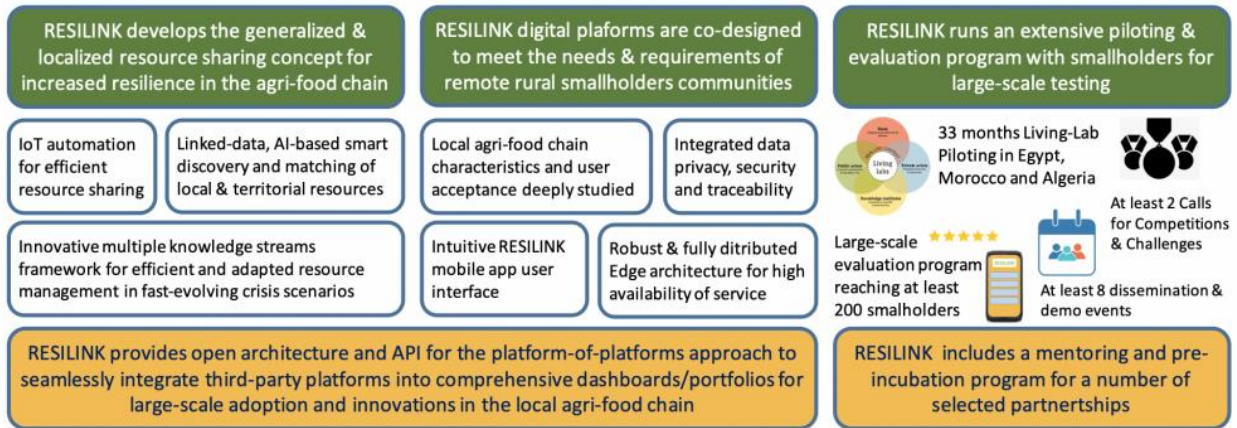 RESILINK develops the generalized &
localized resource sharing concept for
increased resilience in the agri-food chain
RESILINK digital plaforms are co-designed
to meet the needs & requirements of
remote rural smallholders communities
RESILINK runs an extensive piloting &
evaluation program with smallholders for
large-scale testing
IoT automation
for efficient
resource sharing
Linked-data, AI-based smart
discovery and matching of
local & territorial resources
Local agri-food chain
characteristics and user
acceptance deeply studied
Integrated data
privacy, security
and traceability
Living
labs
33 months Living-Lab
Piloting in Egypt,
Morocco and Algeria
At least 2 Calls
for Competitions
& Challenges
Innovative multiple knowledge streams
framework for efficient and adapted resource
management in fast-evolving crisis scenarios
Intuitive RESILINK
mobile app user
interface
Robust & fully ditributed
Edge architecture for high
availability of service
Large-scale
evaluation program
reaching at least
200 smalholders
RESILINK
At least 8 dissemination &
demo events
RESILINK provides open architecture and API for the platform-of-platforms approach to
seamlessly integrate third-party platforms into comprehensive dashboards/portfolios for
large-scale adoption and innovations in the local agri-food chain
RESILINK includes a mentoring and pre-
incubation program for a number of
selected partnertships